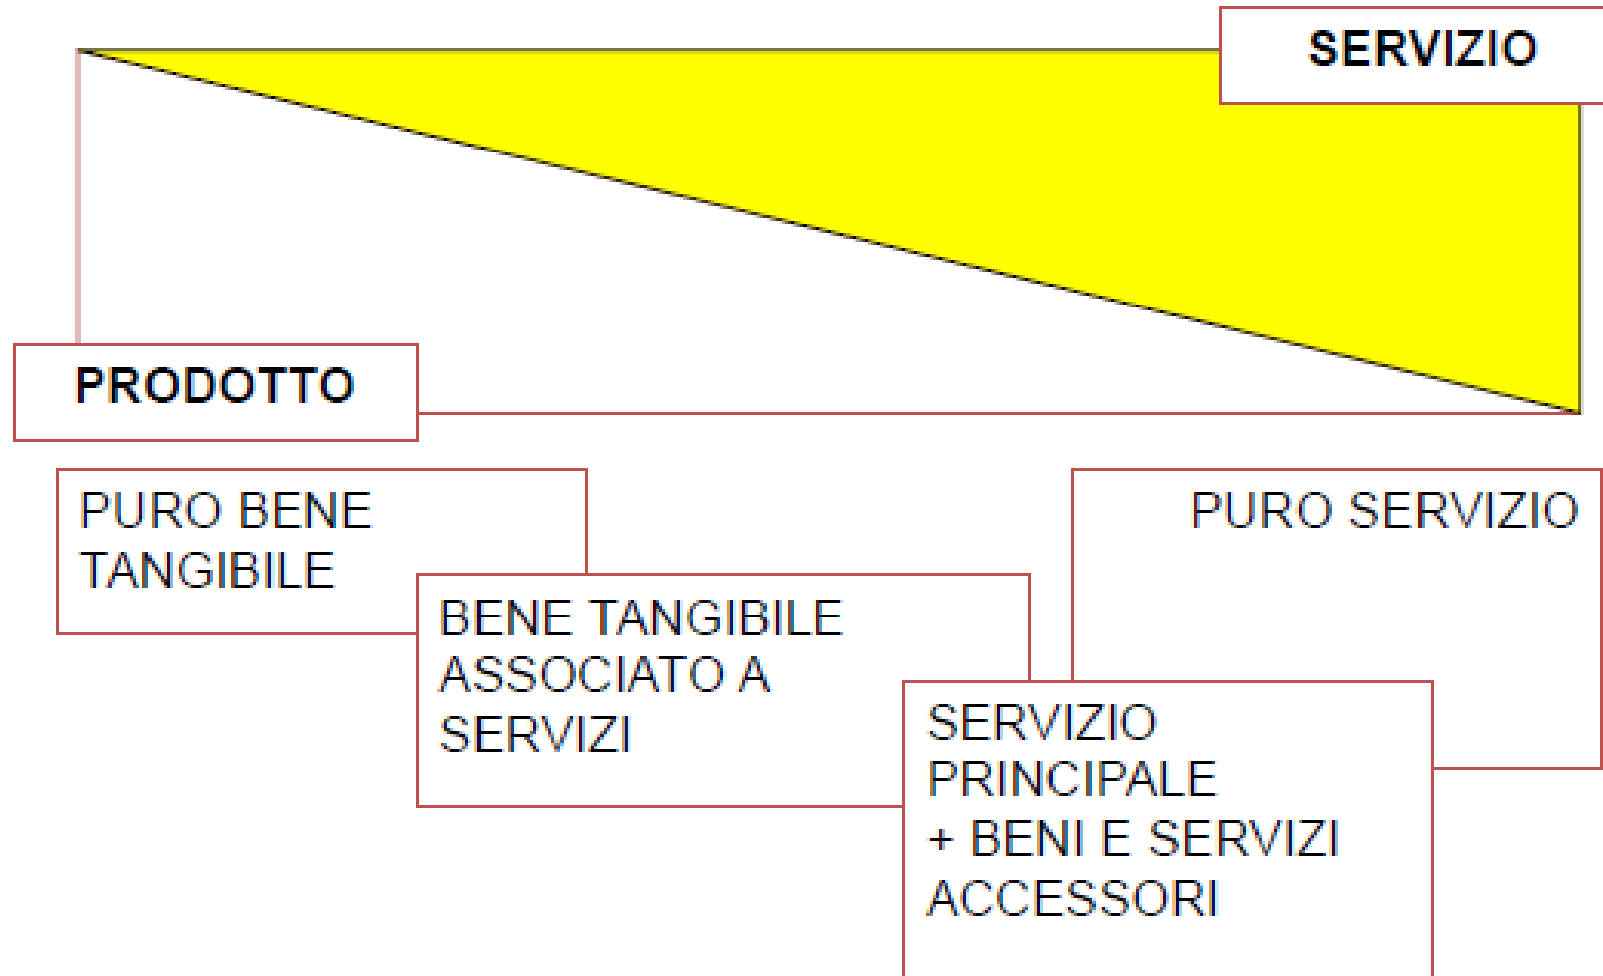 SERVIZIO
PRODOTTO
PURO BENE
TANGIBILE
BENE TANGIBILE
ASSOCIATO A
SERVIZI
SERVIZIO
PRINCIPALE
+ BENI E SERVIZI
ACCESSORI
PURO SERVIZIO